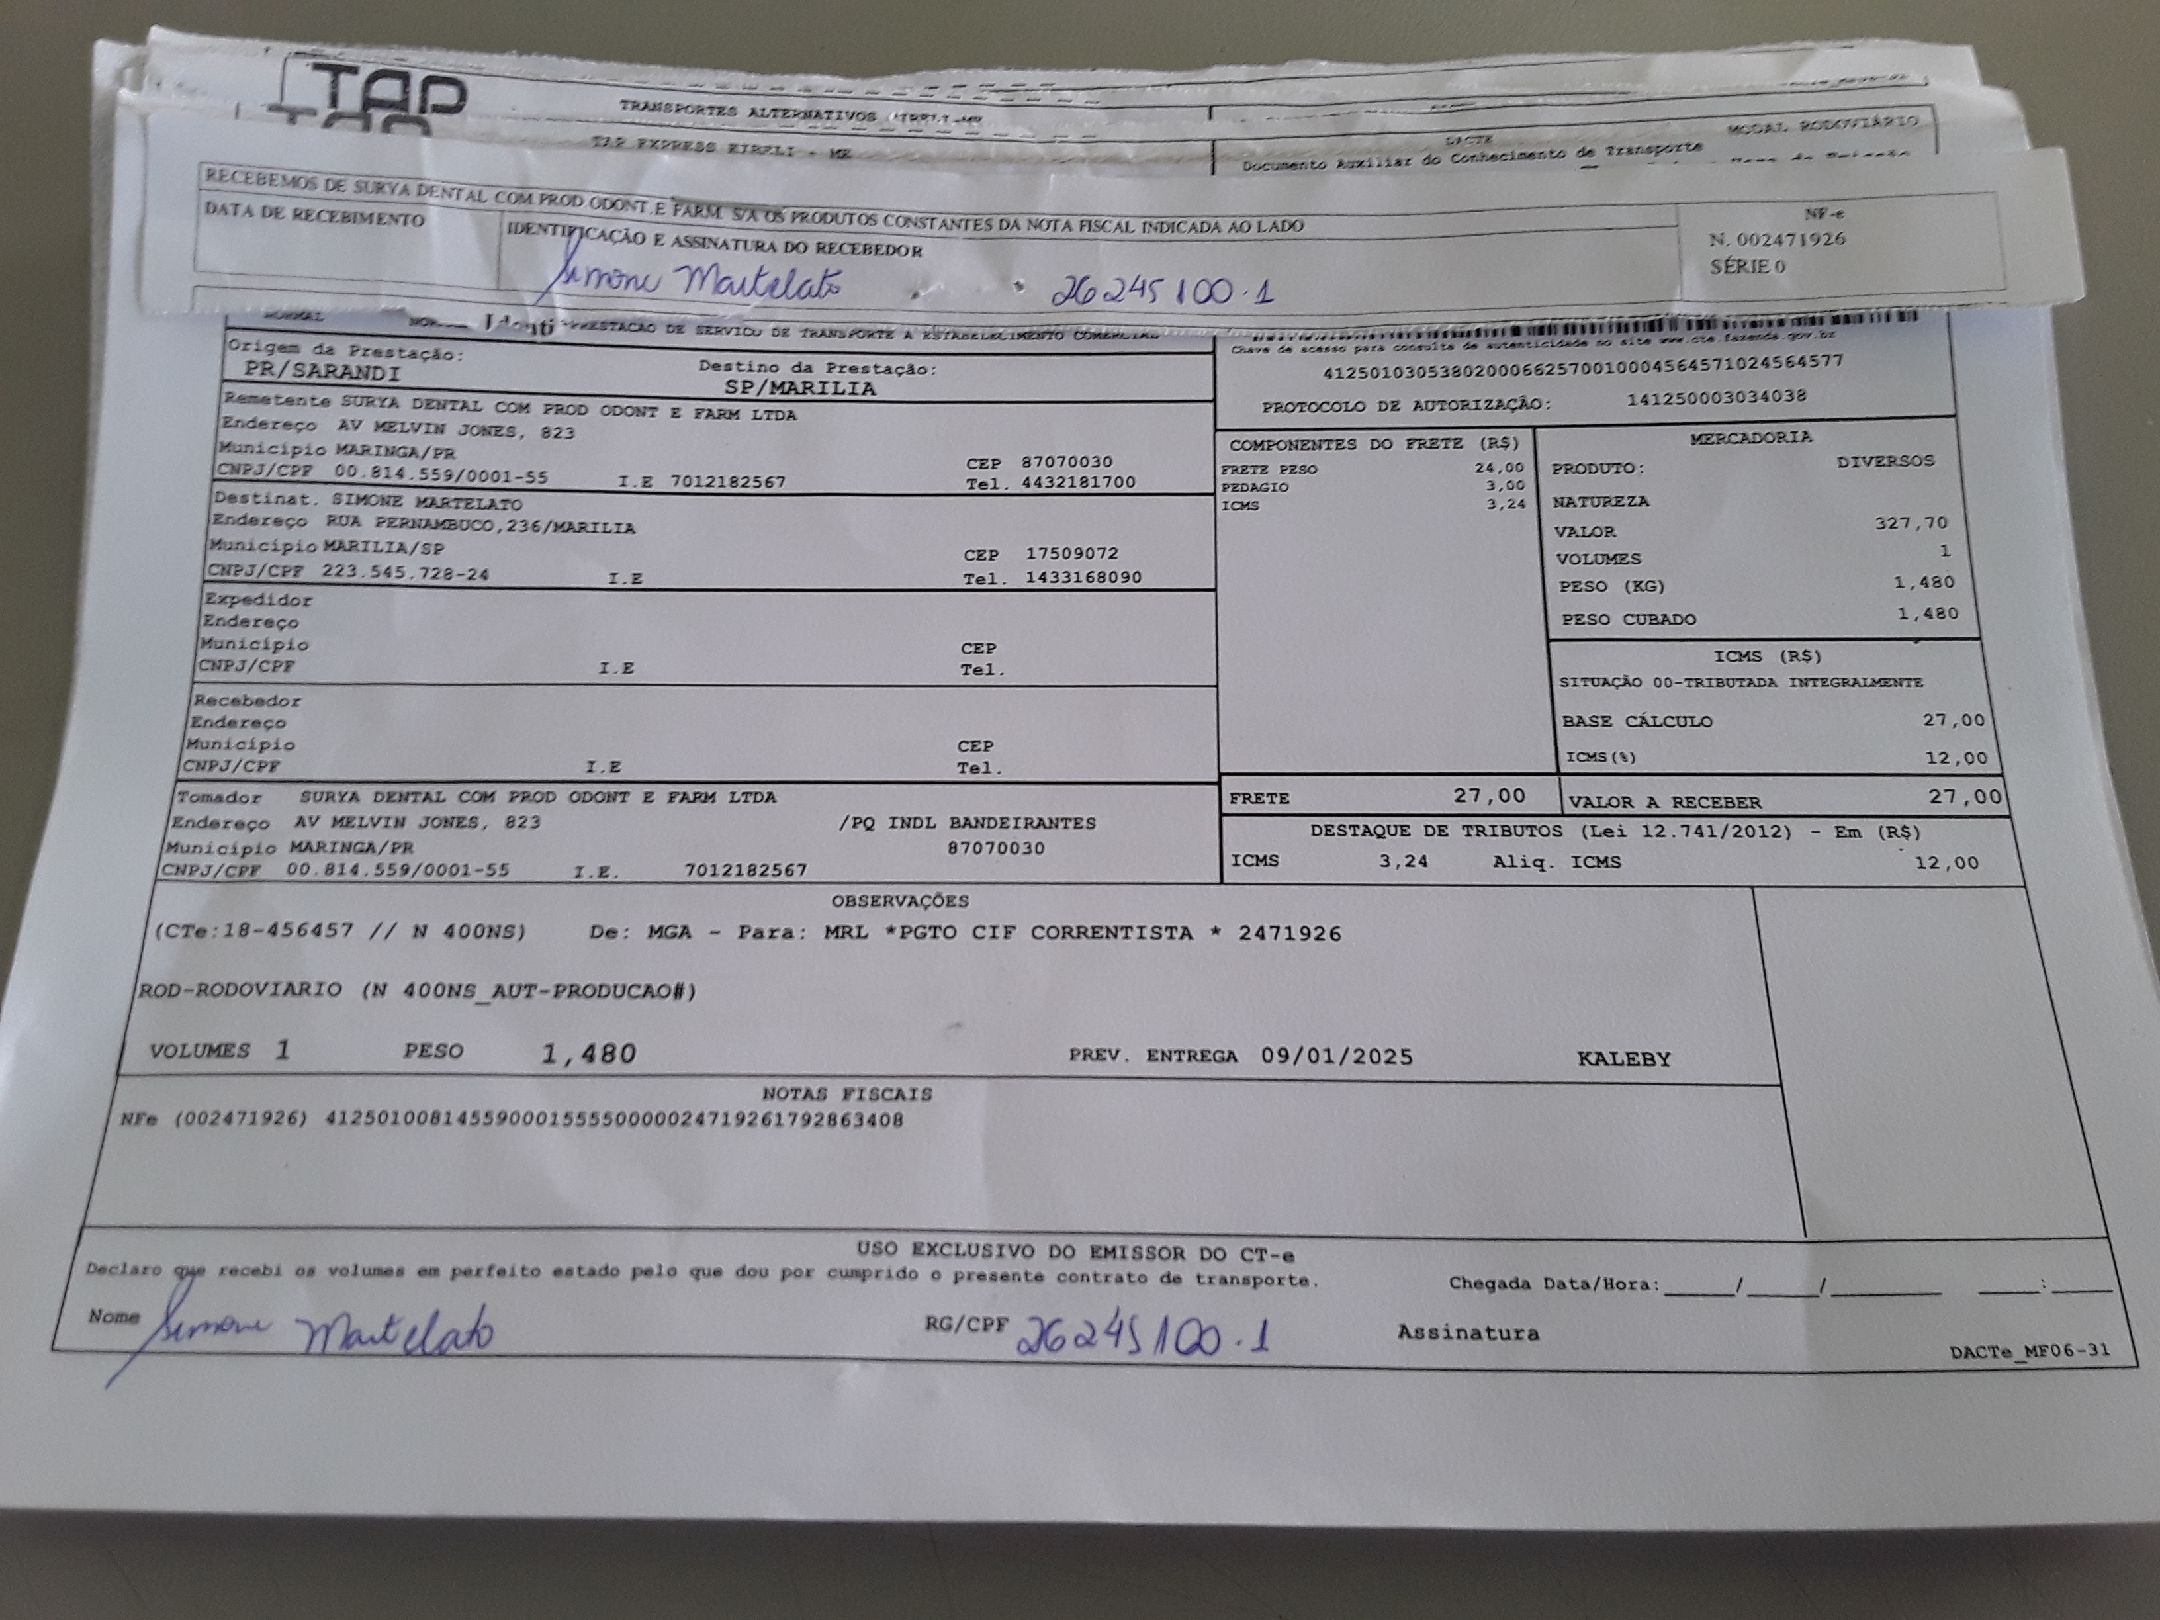 TAP
TRANSPORTES ALTERNATIVOS
TAP EXPRESS EIRELI - ME
DACTE
MODAL RODOVIÁRIO
Documento Auxiliar do Conhecimento de Transporte
RECEBEMOS DE SURYA DENTAL COM PROD ODONT E FARM S/A OS PRODUTOS CONSTANTES DA NOTA FISCAL INDICADA AO LADO
DATA DE RECEBIMENTO
IDENTIFICAÇÃO E ASSINATURA DO RECEBEDOR
Simone Martelato 26245100.1
NF-e
N. 002471926
SÉRIE 0
NORMAL
PRESTACAO DE SERVICO DE TRANSPORTE A ESTABELECIMENTO COMERCIAL
Chave de acesso para consulta de autenticidade no site www.cte.fazenda.gov.br
41250103053802000662570010004564571024564577
PROTOCOLO DE AUTORIZAÇÃO: 141250003034038
Origem da Prestação:
PR/SARANDI
Destino da Prestação:
SP/MARILIA
Remetente SURYA DENTAL COM PROD ODONT E FARM LTDA
Endereço AV MELVIN JONES, 823
Município MARINGA/PR CEP 87070030
CNPJ/CPF 00.814.559/0001-55 I.E 7012182567 Tel. 4432181700
Destinat. SIMONE MARTELATO
Endereço RUA PERNAMBUCO,236/MARILIA
Município MARILIA/SP CEP 17509072
CNPJ/CPF 223.545.728-24 I.E Tel. 1433168090
Expedidor
Endereço
Município CEP
CNPJ/CPF I.E Tel.
Recebedor
Endereço
Município CEP
CNPJ/CPF I.E Tel.
Tomador SURYA DENTAL COM PROD ODONT E FARM LTDA
Endereço AV MELVIN JONES, 823 /PQ INDL BANDEIRANTES
Município MARINGA/PR 87070030
CNPJ/CPF 00.814.559/0001-55 I.E. 7012182567
COMPONENTES DO FRETE (R$)
FRETE PESO 24,00
PEDAGIO 3,00
ICMS 3,24
MERCADORIA
PRODUTO: DIVERSOS
NATUREZA
VALOR 327,70
VOLUMES 1
PESO (KG) 1,480
PESO CUBADO 1,480
ICMS (R$)
SITUAÇÃO 00-TRIBUTADA INTEGRALMENTE
BASE CÁLCULO 27,00
ICMS(%) 12,00
FRETE 27,00
VALOR A RECEBER 27,00
DESTAQUE DE TRIBUTOS (Lei 12.741/2012) - Em (R$)
ICMS 3,24 Aliq. ICMS 12,00
OBSERVAÇÕES
(CTe:18-456457 // N 400NS) De: MGA - Para: MRL *PGTO CIF CORRENTISTA * 2471926
ROD-RODOVIARIO (N 400NS_AUT-PRODUCAO#)
VOLUMES 1 PESO 1,480 PREV. ENTREGA 09/01/2025 KALEBY
NOTAS FISCAIS
NFe (002471926) 41250100814559000155550000024719261792863408
USO EXCLUSIVO DO EMISSOR DO CT-e
Declaro que recebi os volumes em perfeito estado pelo que dou por cumprido o presente contrato de transporte.
Chegada Data/Hora:____/____/______ ___:___
Nome Simone Martelato RG/CPF 26245100.1 Assinatura
DACTe_MF06-31